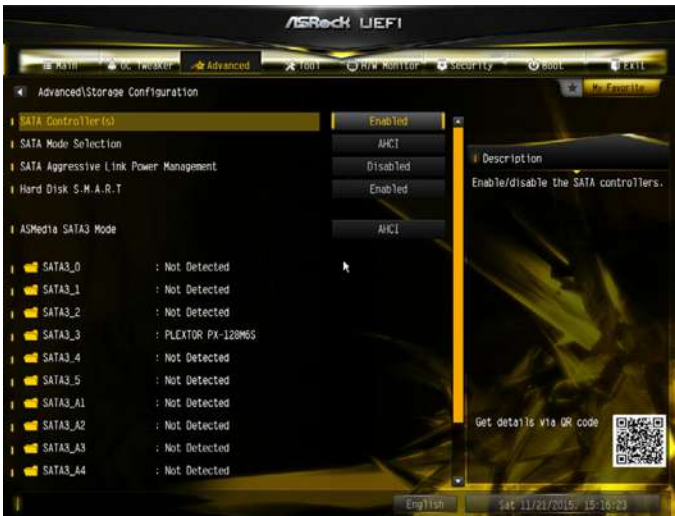 ASRock UEFI
Main OC Tweaker Advanced Tool H/W Monitor Security Boot Exit
Advanced\Storage Configuration
My Favorite
SATA Controller(s) Enabled
SATA Mode Selection AHCI
SATA Aggressive Link Power Management Disabled
Hard Disk S.M.A.R.T Enabled
ASMedia SATA3 Mode AHCI
SATA3_0 : Not Detected
SATA3_1 : Not Detected
SATA3_2 : Not Detected
SATA3_3 : PLEXTOR PX-128M6S
SATA3_4 : Not Detected
SATA3_5 : Not Detected
SATA3_A1 : Not Detected
SATA3_A2 : Not Detected
SATA3_A3 : Not Detected
SATA3_A4 : Not Detected
Description
Enable/disable the SATA controllers.
Get details via QR code
English
Sat 11/21/2015. 15:16:23